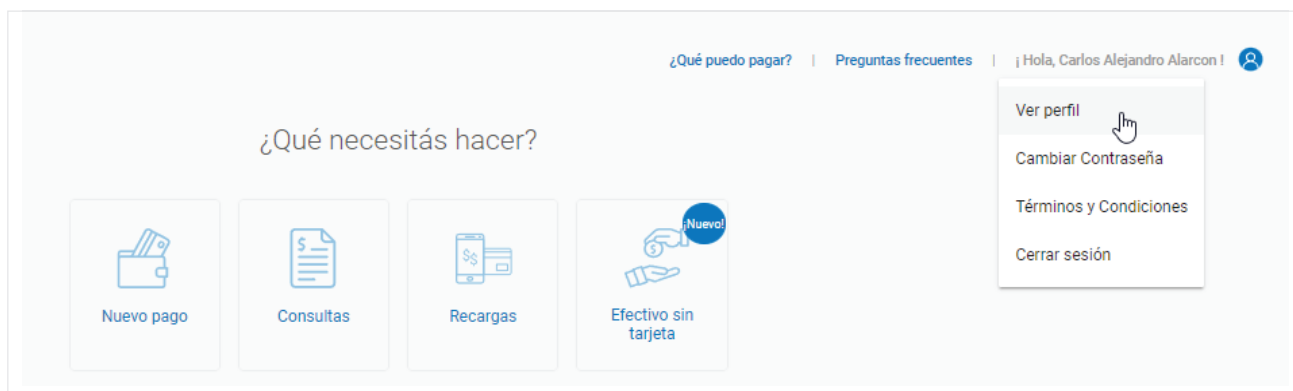 ¿Qué puedo pagar? | Preguntas frecuentes | ¡ Hola, Carlos Alejandro Alarcon !
Ver perfil
Cambiar Contraseña
Términos y Condiciones
Cerrar sesión
¿Qué necesitás hacer?
Nuevo pago
$
Consultas
$$
Recargas
¡Nuevo!
$
Efectivo sin
tarjeta